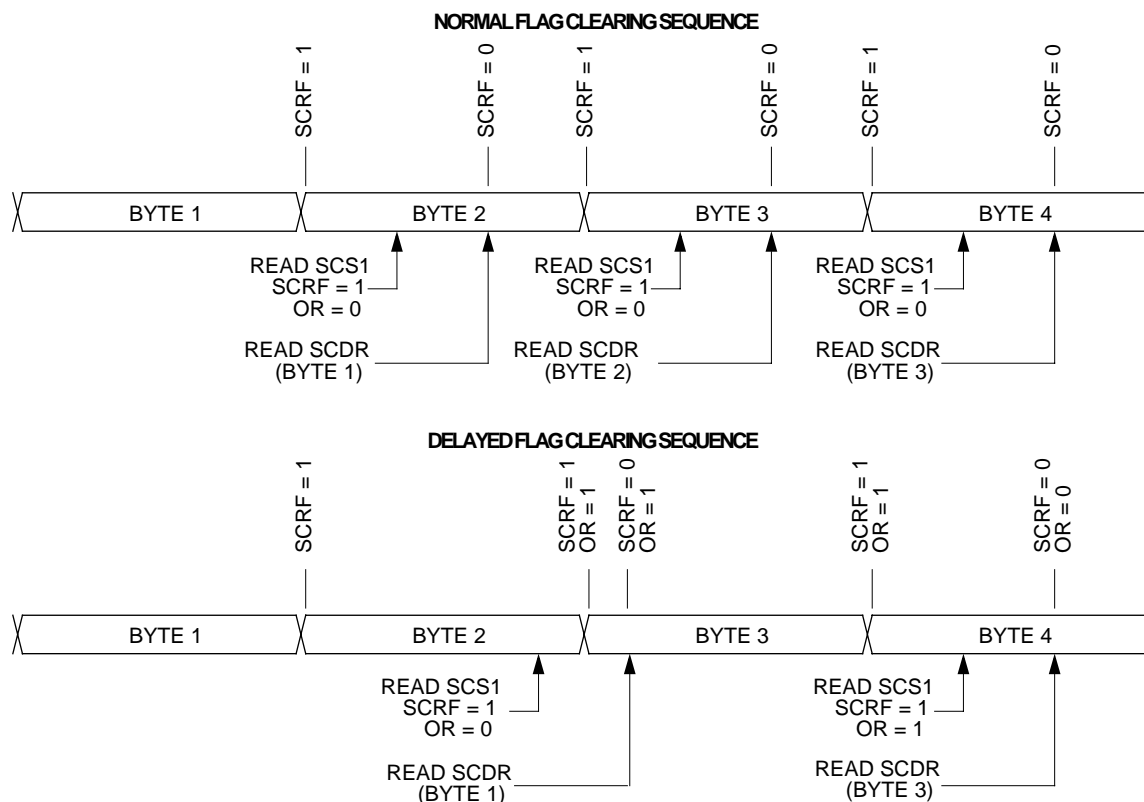 NORMAL FLAG CLEARING SEQUENCE
SCRF = 1
SCRF = 0
SCRF = 1
SCRF = 0
SCRF = 1
SCRF = 0
BYTE 1
BYTE 2
BYTE 3
BYTE 4
READ SCS1
SCRF = 1
OR = 0
READ SCS1
SCRF = 1
OR = 0
READ SCS1
SCRF = 1
OR = 0
READ SCDR
(BYTE 1)
READ SCDR
(BYTE 2)
READ SCDR
(BYTE 3)
DELAYED FLAG CLEARING SEQUENCE
SCRF = 1
SCRF = 1
OR = 1
SCRF = 0
OR = 1
SCRF = 1
OR = 1
SCRF = 0
OR = 0
BYTE 1
BYTE 2
BYTE 3
BYTE 4
READ SCS1
SCRF = 1
OR = 0
READ SCS1
SCRF = 1
OR = 1
READ SCDR
(BYTE 1)
READ SCDR
(BYTE 3)